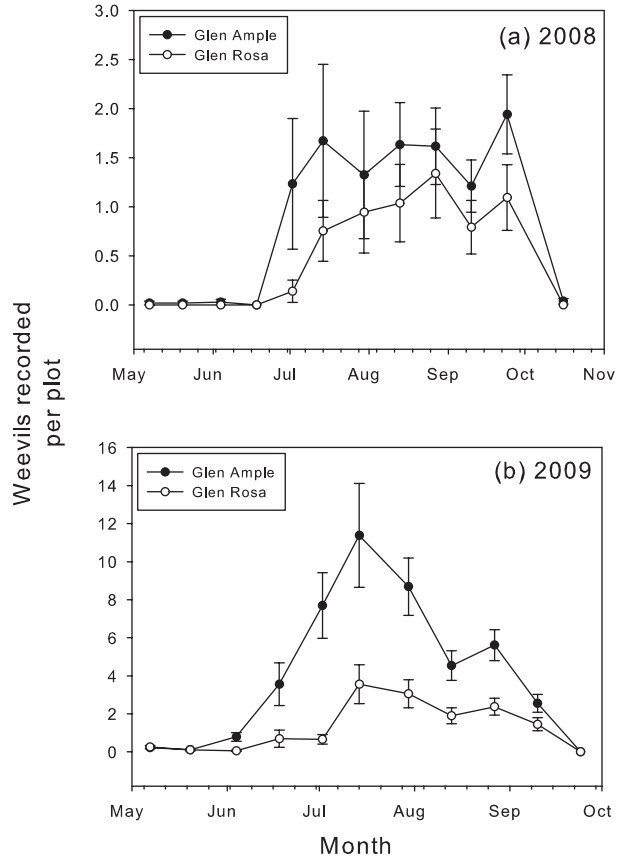 3.0
2.5
2.0
1.5
1.0
0.5
0.0
Glen Ample
Glen Rosa
(a) 2008
May Jun Jul Aug Sep Oct Nov
Weevils recorded
per plot
16
14
12
10
8
6
4
2
0
Glen Ample
Glen Rosa
(b) 2009
May Jun Jul Aug Sep Oct
Month